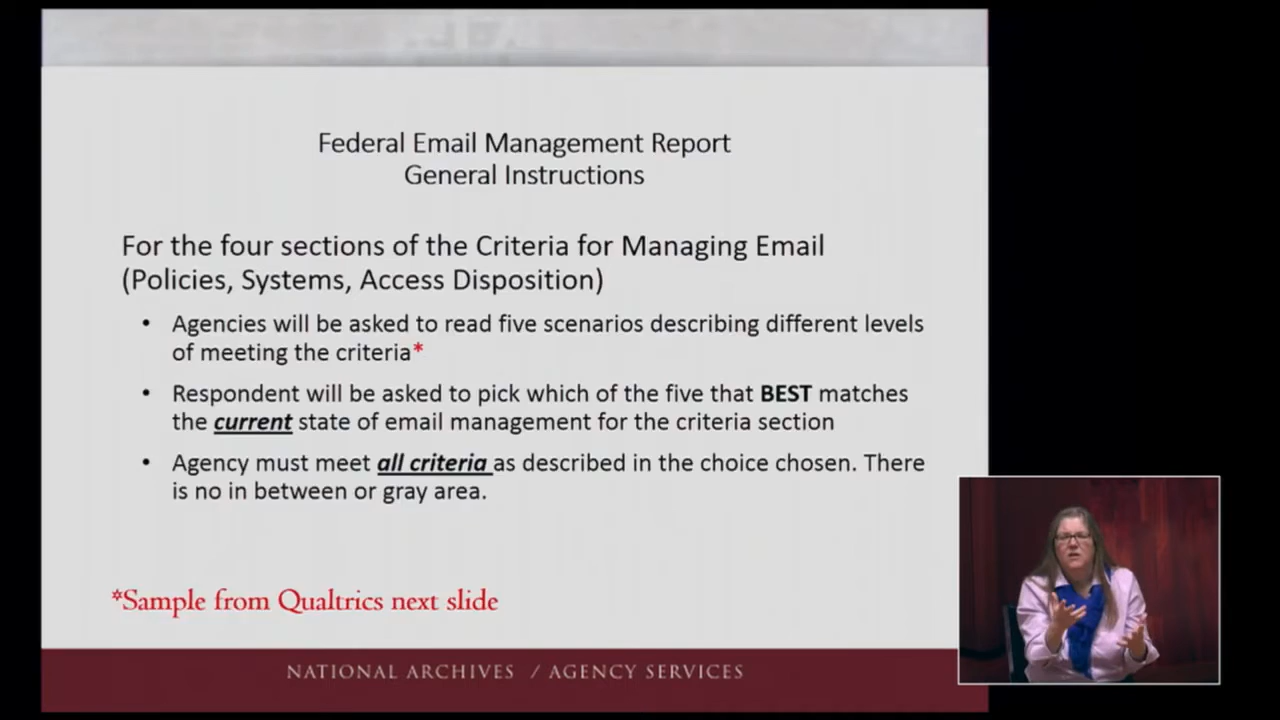 Federal Email Management Report
General Instructions
For the four sections of the Criteria for Managing Email
(Policies, Systems, Access Disposition)
• Agencies will be asked to read five scenarios describing different levels
of meeting the criteria*
• Respondent will be asked to pick which of the five that BEST matches
the current state of email management for the criteria section
• Agency must meet all criteria as described in the choice chosen. There
is no in between or gray area.
*Sample from Qualtrics next slide
NATIONAL ARCHIVES / AGENCY SERVICES